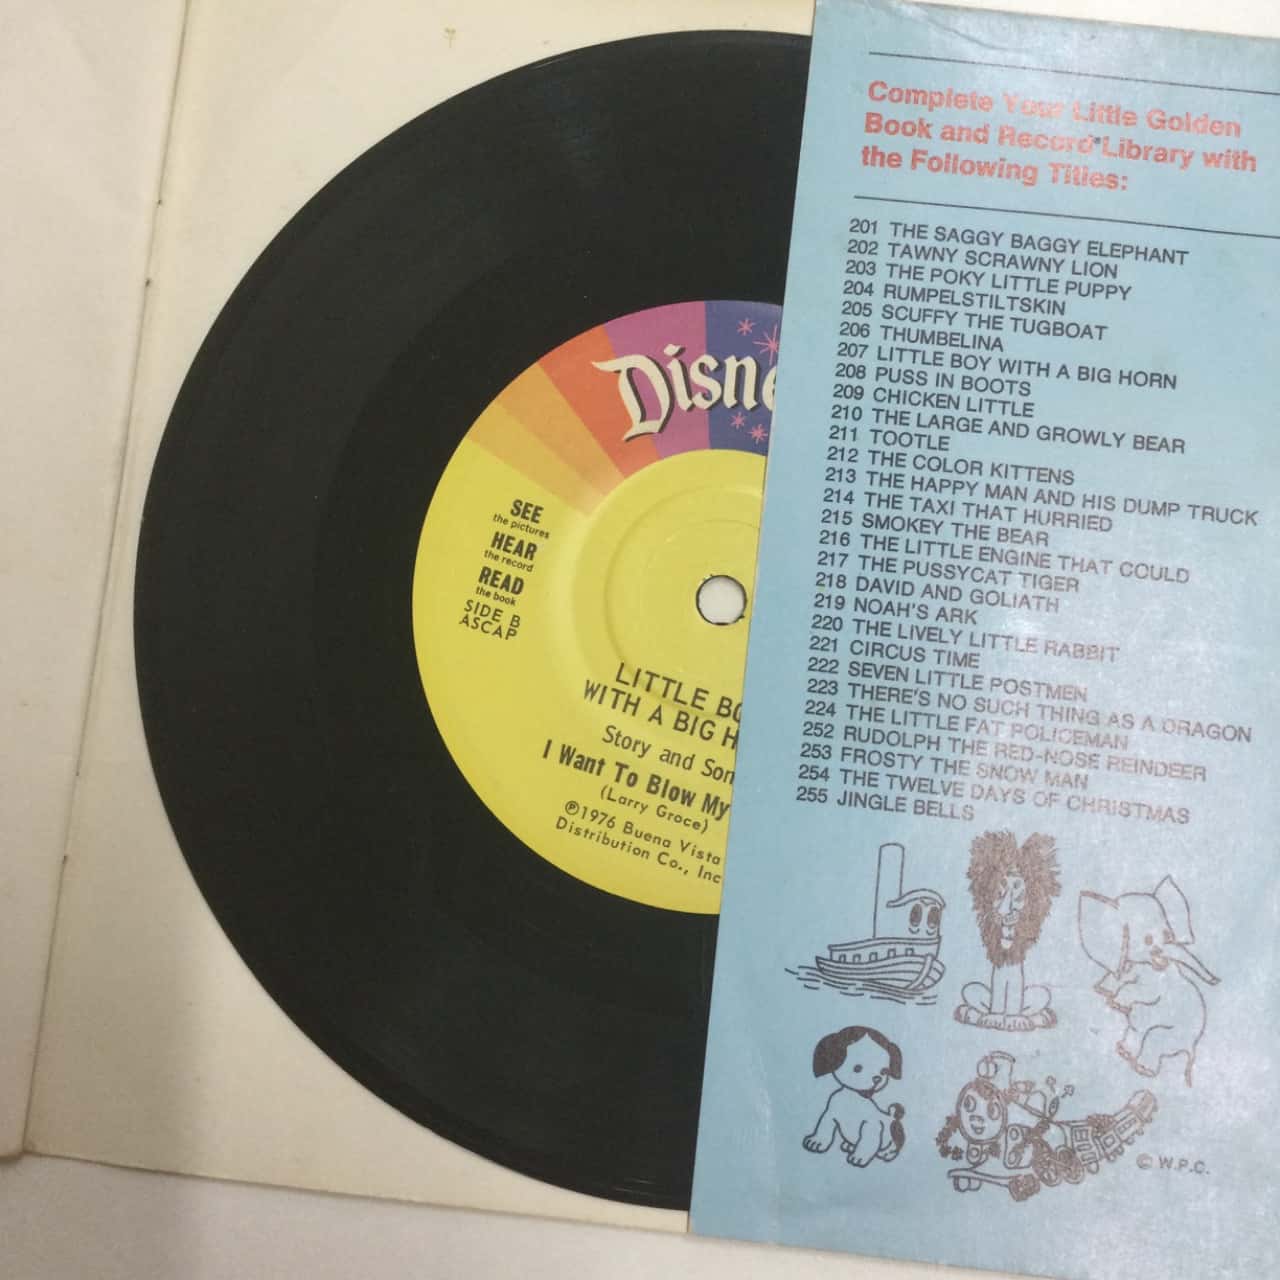 Disne
SEE
the pictures
HEAR
the record
READ
the book
SIDE B
ASCAP
LITTLE BO
WITH A BIG H
Story and Son
I Want To Blow My
(Larry Groce)
℗1976 Buena Vista
Distribution Co., Inc
Complete Your Little Golden
Book and Record Library with
the Following Titles:
201 THE SAGGY BAGGY ELEPHANT
202 TAWNY SCRAWNY LION
203 THE POKY LITTLE PUPPY
204 RUMPELSTILTSKIN
205 SCUFFY THE TUGBOAT
206 THUMBELINA
207 LITTLE BOY WITH A BIG HORN
208 PUSS IN BOOTS
209 CHICKEN LITTLE
210 THE LARGE AND GROWLY BEAR
211 TOOTLE
212 THE COLOR KITTENS
213 THE HAPPY MAN AND HIS DUMP TRUCK
214 THE TAXI THAT HURRIED
215 SMOKEY THE BEAR
216 THE LITTLE ENGINE THAT COULD
217 THE PUSSYCAT TIGER
218 DAVID AND GOLIATH
219 NOAH'S ARK
220 THE LIVELY LITTLE RABBIT
221 CIRCUS TIME
222 SEVEN LITTLE POSTMEN
223 THERE'S NO SUCH THING AS A DRAGON
224 THE LITTLE FAT POLICEMAN
252 RUDOLPH THE RED-NOSE REINDEER
253 FROSTY THE SNOW MAN
254 THE TWELVE DAYS OF CHRISTMAS
255 JINGLE BELLS
© W.P.C.